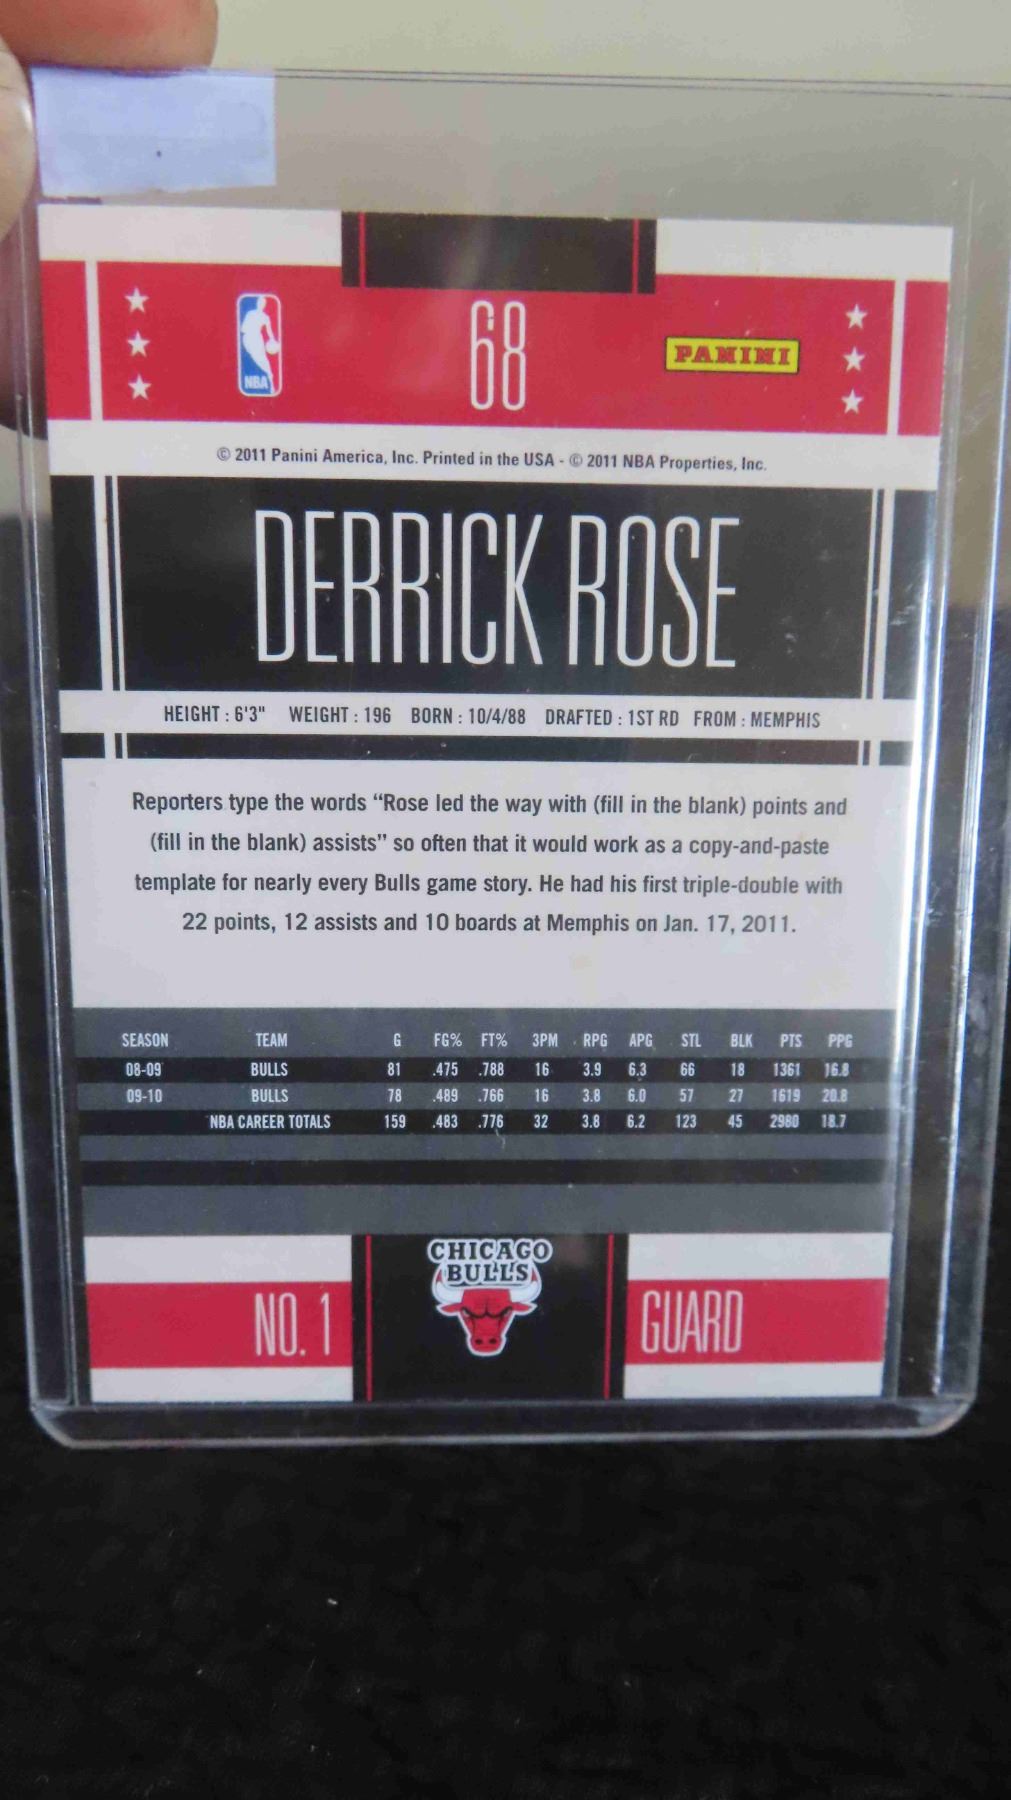 NBA
68
PANINI
© 2011 Panini America, Inc. Printed in the USA - © 2011 NBA Properties, Inc.
DERRICK ROSE
HEIGHT : 6'3" WEIGHT : 196 BORN : 10/4/88 DRAFTED : 1ST RD FROM : MEMPHIS
Reporters type the words “Rose led the way with (fill in the blank) points and
(fill in the blank) assists” so often that it would work as a copy-and-paste
template for nearly every Bulls game story. He had his first triple-double with
22 points, 12 assists and 10 boards at Memphis on Jan. 17, 2011.
SEASON TEAM G FG% FT% 3PM RPG APG STL BLK PTS PPG
08-09 BULLS 81 .475 .788 16 3.9 6.3 66 18 1361 16.8
09-10 BULLS 78 .489 .766 16 3.8 6.0 57 27 1619 20.8
NBA CAREER TOTALS 159 .483 .776 32 3.8 6.2 123 45 2980 18.7
CHICAGO
BULLS
NO. 1
GUARD